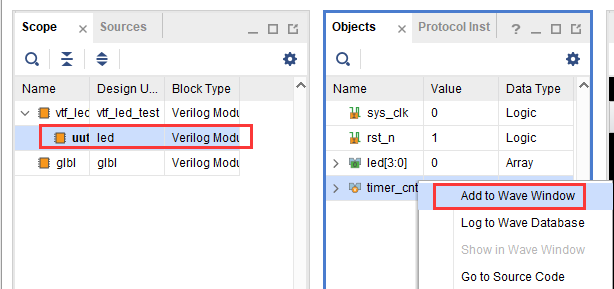 Scope
Sources
Name
Design U...
Block Type
vtf_led_test
Verilog Modu
uut
led
Verilog Modu
glbl
glbl
Verilog Modu
Objects
Protocol Inst
?
Name
Value
Data Type
sys_clk
0
Logic
rst_n
1
Logic
led[3:0]
0
Array
timer_cnt
Add to Wave Window
Log to Wave Database
Show in Wave Window
Go to Source Code